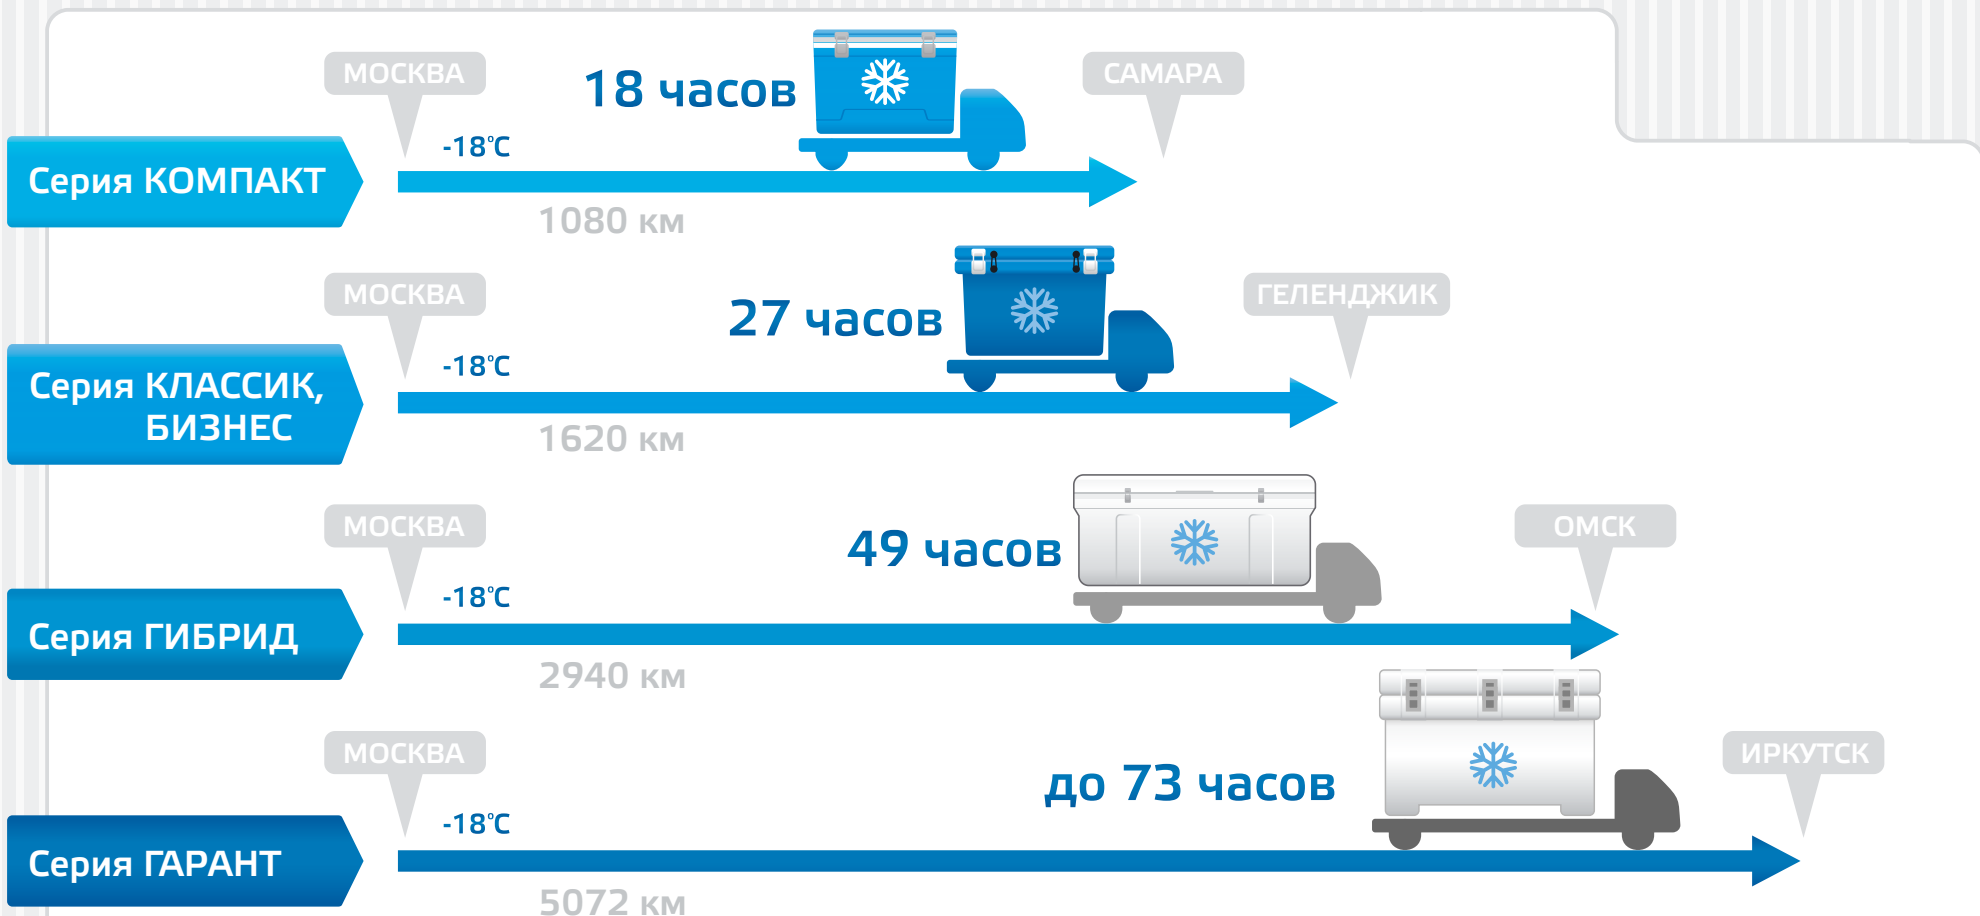 МОСКВА
18 часов
САМАРА
-18°C
Серия КОМПАКТ
1080 км
МОСКВА
27 часов
ГЕЛЕНДЖИК
-18°C
Серия КЛАССИК,
БИЗНЕС
1620 км
МОСКВА
49 часов
ОМСК
-18°C
Серия ГИБРИД
2940 км
МОСКВА
до 73 часов
ИРКУТСК
-18°C
Серия ГАРАНТ
5072 км